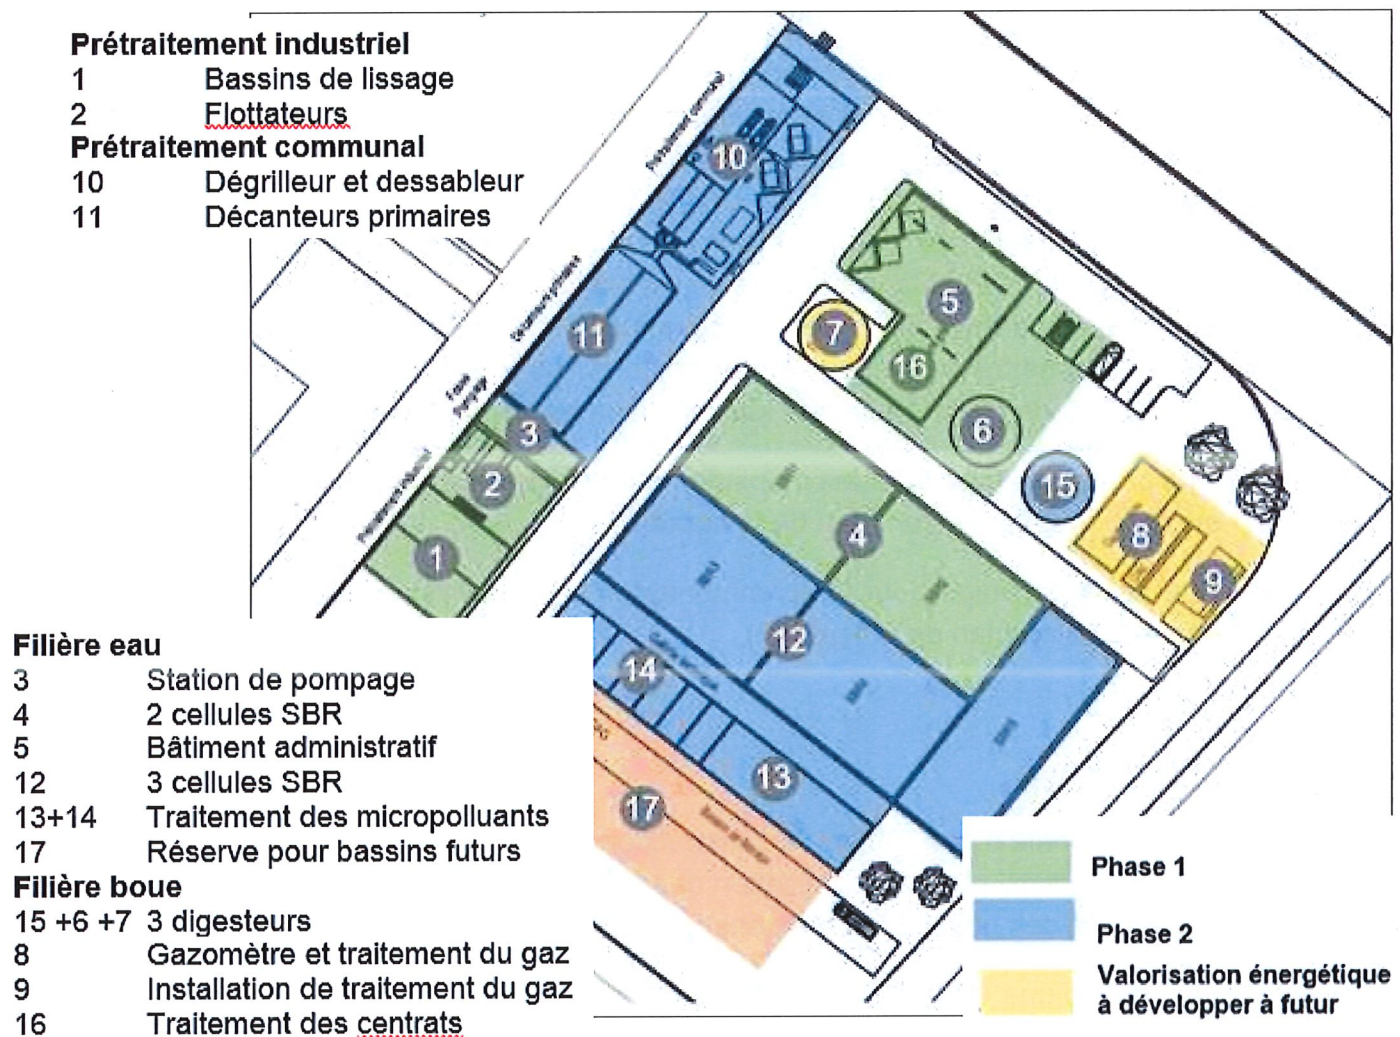 Prétraitement industriel
1 Bassins de lissage
2 Flottateurs
Prétraitement communal
10 Dégrilleur et dessableur
11 Décanteurs primaires
10
5
7
11
16
6
3
2
15
4
8
1
9
12
14
13
17
Filière eau
3 Station de pompage
4 2 cellules SBR
5 Bâtiment administratif
12 3 cellules SBR
13+14 Traitement des micropolluants
17 Réserve pour bassins futurs
Filière boue
15 +6 +7 3 digesteurs
8 Gazomètre et traitement du gaz
9 Installation de traitement du gaz
16 Traitement des centrats
Phase 1
Phase 2
Valorisation énergétique
à développer à futur